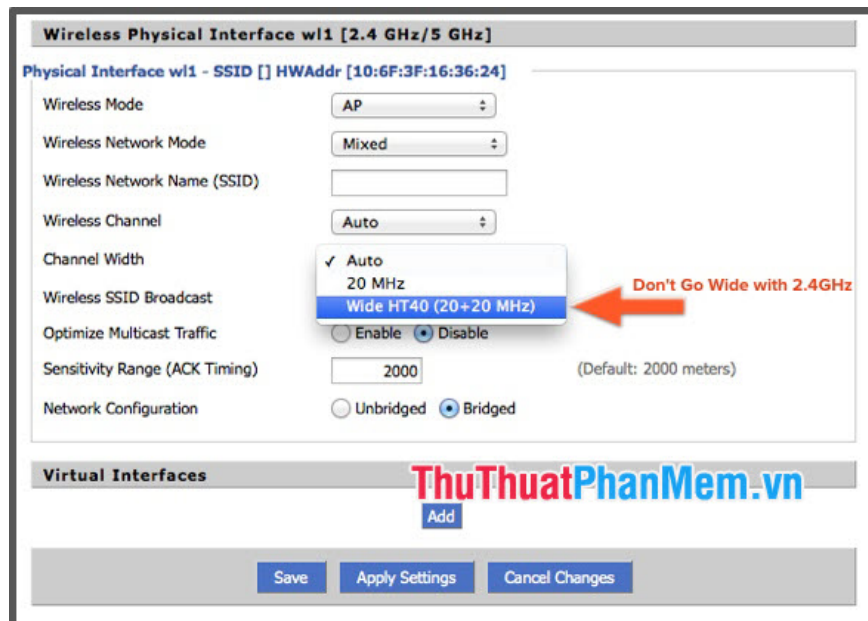 Wireless Physical Interface wl1 [2.4 GHz/5 GHz]
Physical Interface wl1 - SSID [] HWAddr [10:6F:3F:16:36:24]
Wireless Mode AP
Wireless Network Mode Mixed
Wireless Network Name (SSID)
Wireless Channel Auto
Channel Width ✓ Auto
20 MHz
Don't Go Wide with 2.4GHz
Wireless SSID Broadcast Wide HT40 (20+20 MHz)
Optimize Multicast Traffic Enable Disable
Sensitivity Range (ACK Timing) 2000 (Default: 2000 meters)
Network Configuration Unbridged Bridged
Virtual Interfaces
ThuThuatPhanMem.vn
Add
Save Apply Settings Cancel Changes